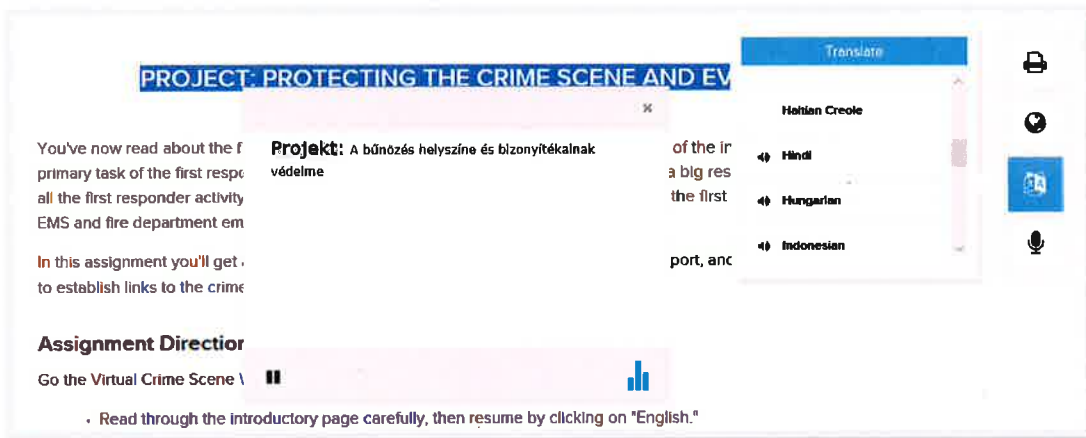 PROJECT: PROTECTING THE CRIME SCENE AND EV
Translate
Haitian Creole
Hindi
Hungarian
Indonesian
×
Projekt: A bűnözés helyszíne és bizonyítékainak
védelme
You've now read about the f
of the in
primary task of the first respo
a big res
all the first responder activity
the first
EMS and fire department em
In this assignment you'll get
port, and
to establish links to the crime
Assignment Direction
Go the Virtual Crime Scene
• Read through the introductory page carefully, then resume by clicking on "English."